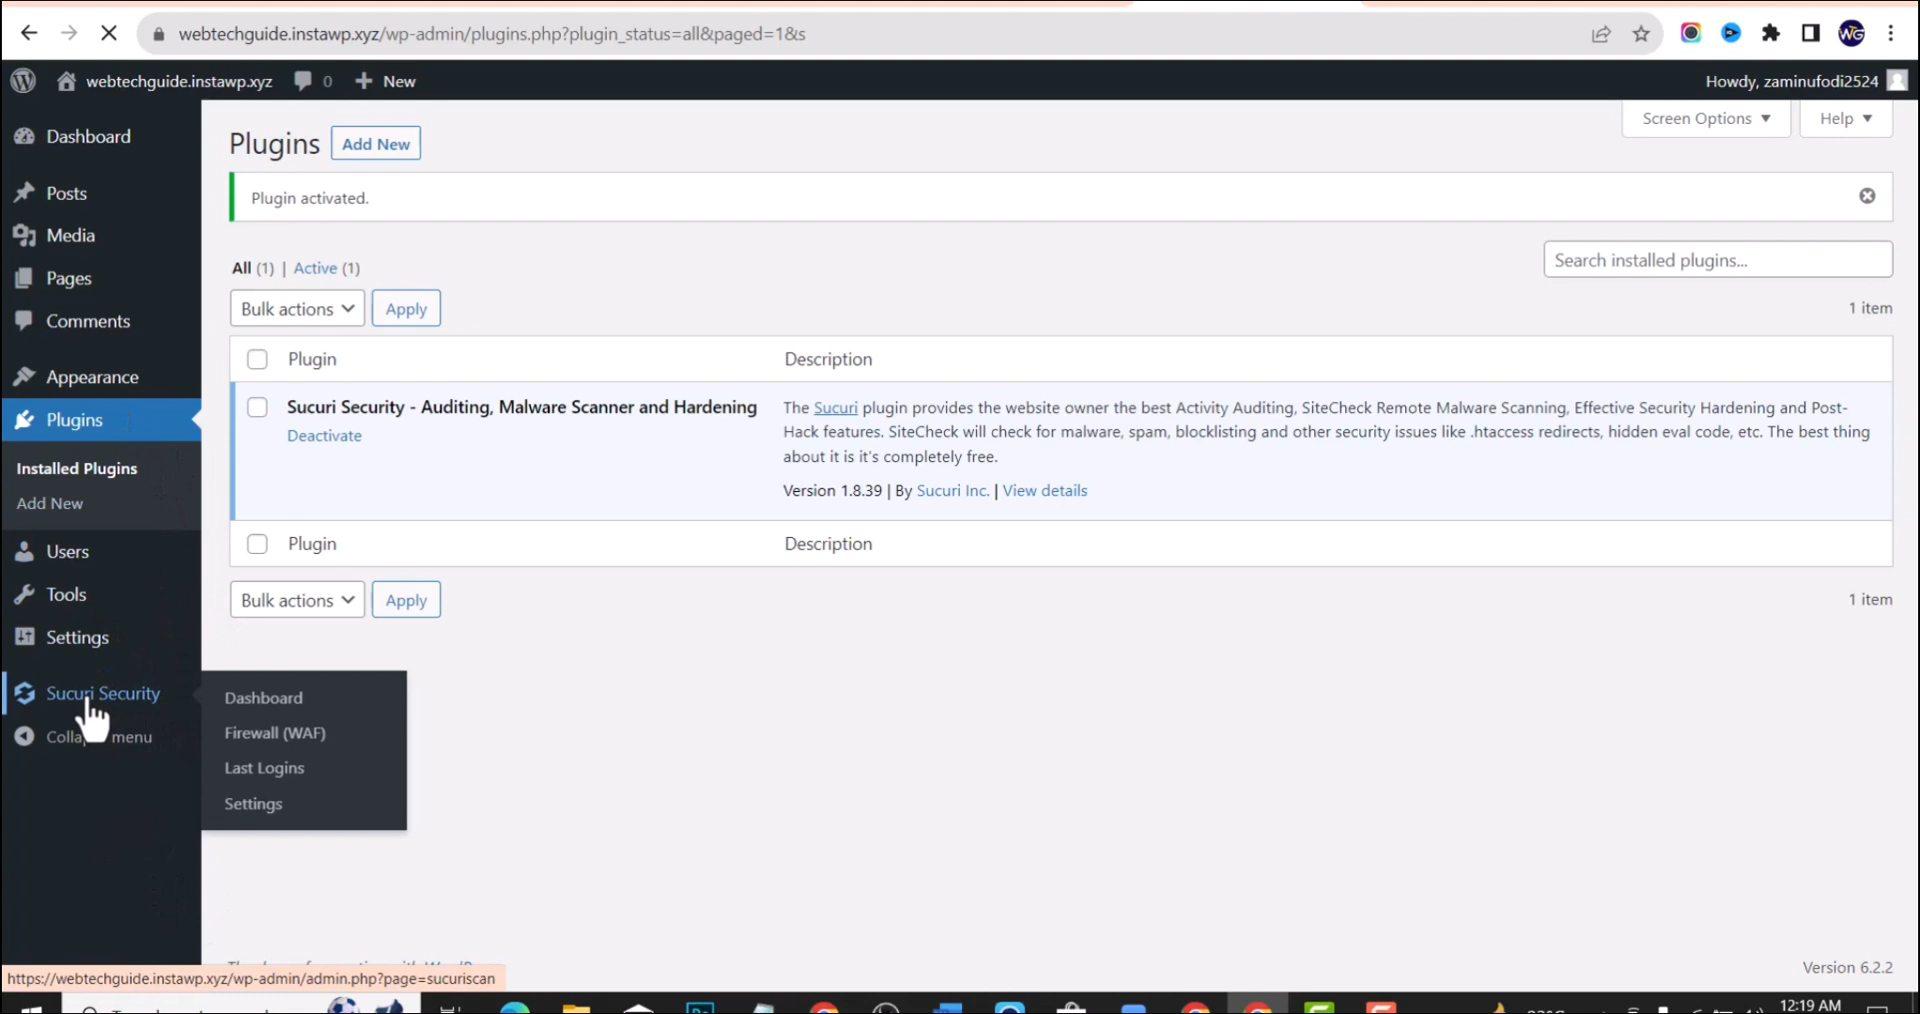 webtechguide.instawp.xyz/wp-admin/plugins.php?plugin_status=all&paged=1&s
WG
webtechguide.instawp.xyz
0
New
Howdy, zaminufodi2524
Dashboard
Posts
Media
Pages
Comments
Appearance
Plugins
Installed Plugins
Add New
Users
Tools
Settings
Sucuri Security
menu
Dashboard
Firewall (WAF)
Last Logins
Settings
Screen Options
Help
Plugins
Add New
Plugin activated.
All (1) | Active (1)
Search installed plugins...
Bulk actions
Apply
1 item
Plugin
Description
Sucuri Security - Auditing, Malware Scanner and Hardening
Deactivate
The Sucuri plugin provides the website owner the best Activity Auditing, SiteCheck Remote Malware Scanning, Effective Security Hardening and Post-
Hack features. SiteCheck will check for malware, spam, blocklisting and other security issues like .htaccess redirects, hidden eval code, etc. The best thing
about it is it's completely free.
Version 1.8.39 | By Sucuri Inc. | View details
Plugin
Description
Bulk actions
Apply
1 item
Version 6.2.2
https://webtechguide.instawp.xyz/wp-admin/admin.php?page=sucuriscan
12:19 AM